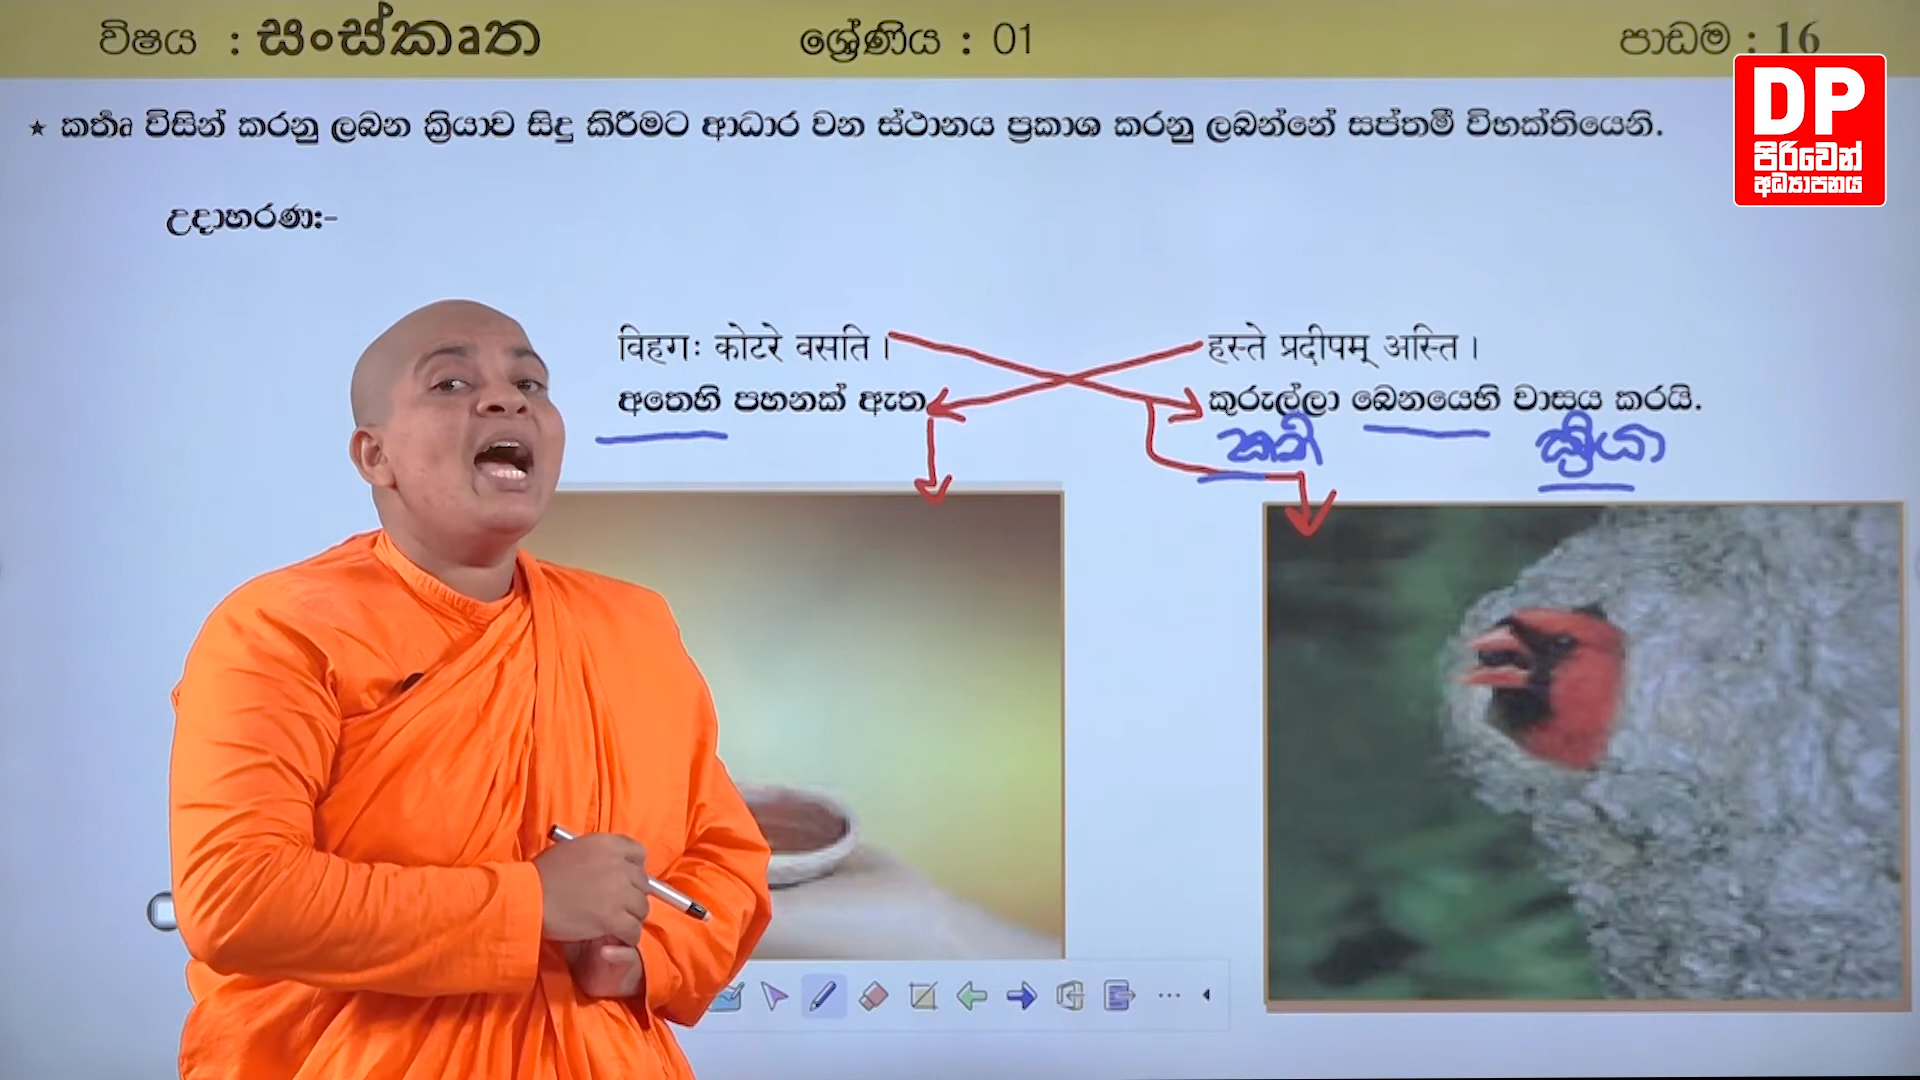 විෂය : සංස්කෘත
ශ්‍රේණිය : 01
පාඩම : 16
DP
පිරිවෙන්
අධ්‍යාපනය
★ කර්තෘ විසින් කරනු ලබන ක්‍රියාව සිදු කිරීමට ආධාර වන ස්ථානය ප්‍රකාශ කරනු ලබන්නේ සප්තමී විභක්තියෙනි.
උදාහරණ:-
विहगः कोटरे वसति ।
අතෙහි පහනක් ඇත
हस्ते प्रदीपम् अस्ति ।
කුරුල්ලා බෙනයෙහි වාසය කරයි.
ක්‍රියා